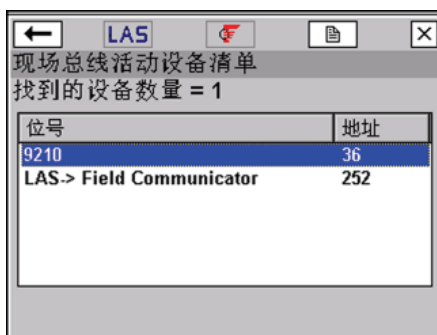 LAS
现场总线活动设备清单
找到的设备数量 = 1
位号 地址
9210 36
LAS-> Field Communicator 252